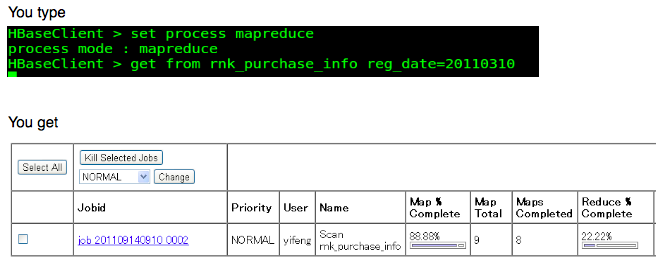 You type
HBaseClient > set process mapreduce
process mode : mapreduce
HBaseClient > get from rnk_purchase_info reg_date=20110310
You get
Select All
Kill Selected Jobs
NORMAL Change
Jobid Priority User Name Map % Complete Map Total Maps Completed Reduce % Complete
job_201109140910_0002 NORMAL yifeng Scan rnk_purchase_info 88.88% 9 8 22.22%